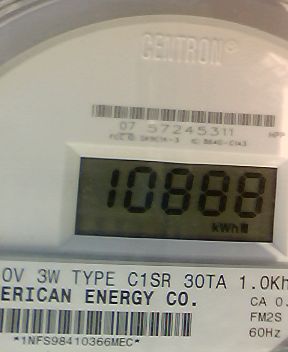 CENTRON®
07 57245311
HPP
10888
kWh
0V 3W TYPE C1SR 30TA 1.0Kh
ERICAN ENERGY CO.
CA 0.
FM2S
60Hz
*1NFS98410366MEC*